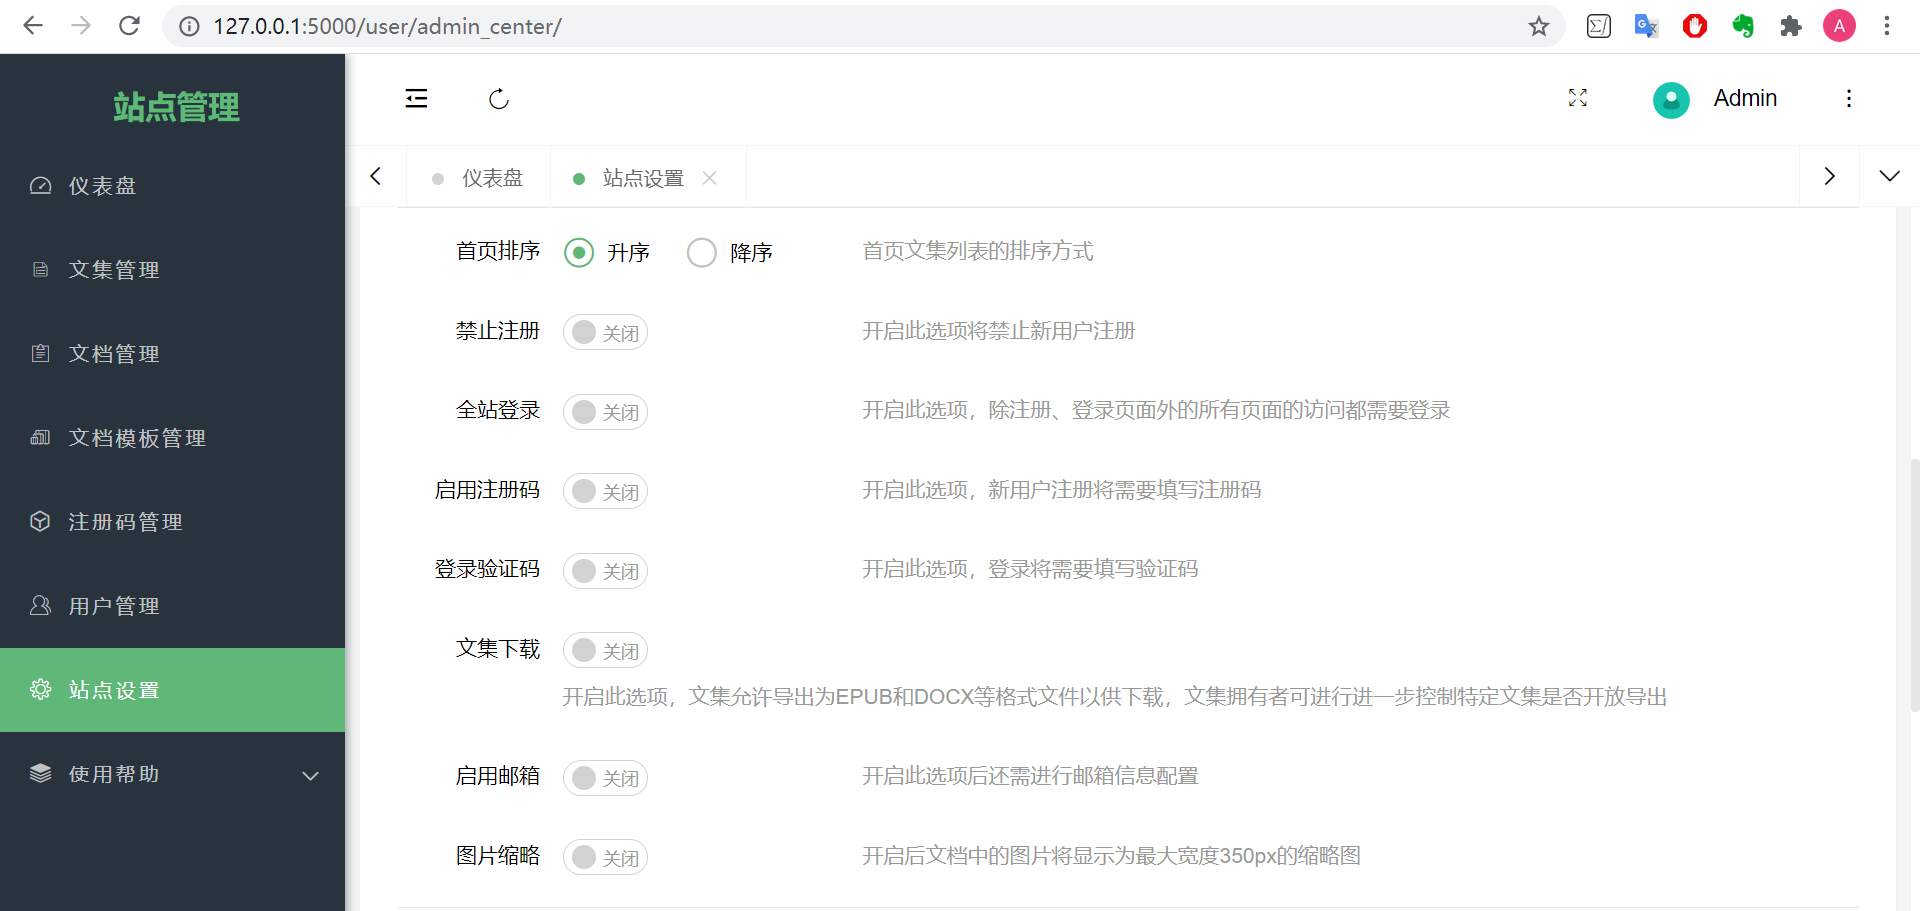 127.0.0.1:5000/user/admin_center/
A
站点管理
Admin
仪表盘
站点设置
仪表盘
文集管理
文档管理
文档模板管理
注册码管理
用户管理
站点设置
使用帮助
首页排序 升序 降序 首页文集列表的排序方式
禁止注册 关闭 开启此选项将禁止新用户注册
全站登录 关闭 开启此选项，除注册、登录页面外的所有页面的访问都需要登录
启用注册码 关闭 开启此选项，新用户注册将需要填写注册码
登录验证码 关闭 开启此选项，登录将需要填写验证码
文集下载 关闭
开启此选项，文集允许导出为EPUB和DOCX等格式文件以供下载，文集拥有者可进行进一步控制特定文集是否开放导出
启用邮箱 关闭 开启此选项后还需进行邮箱信息配置
图片缩略 关闭 开启后文档中的图片将显示为最大宽度350px的缩略图